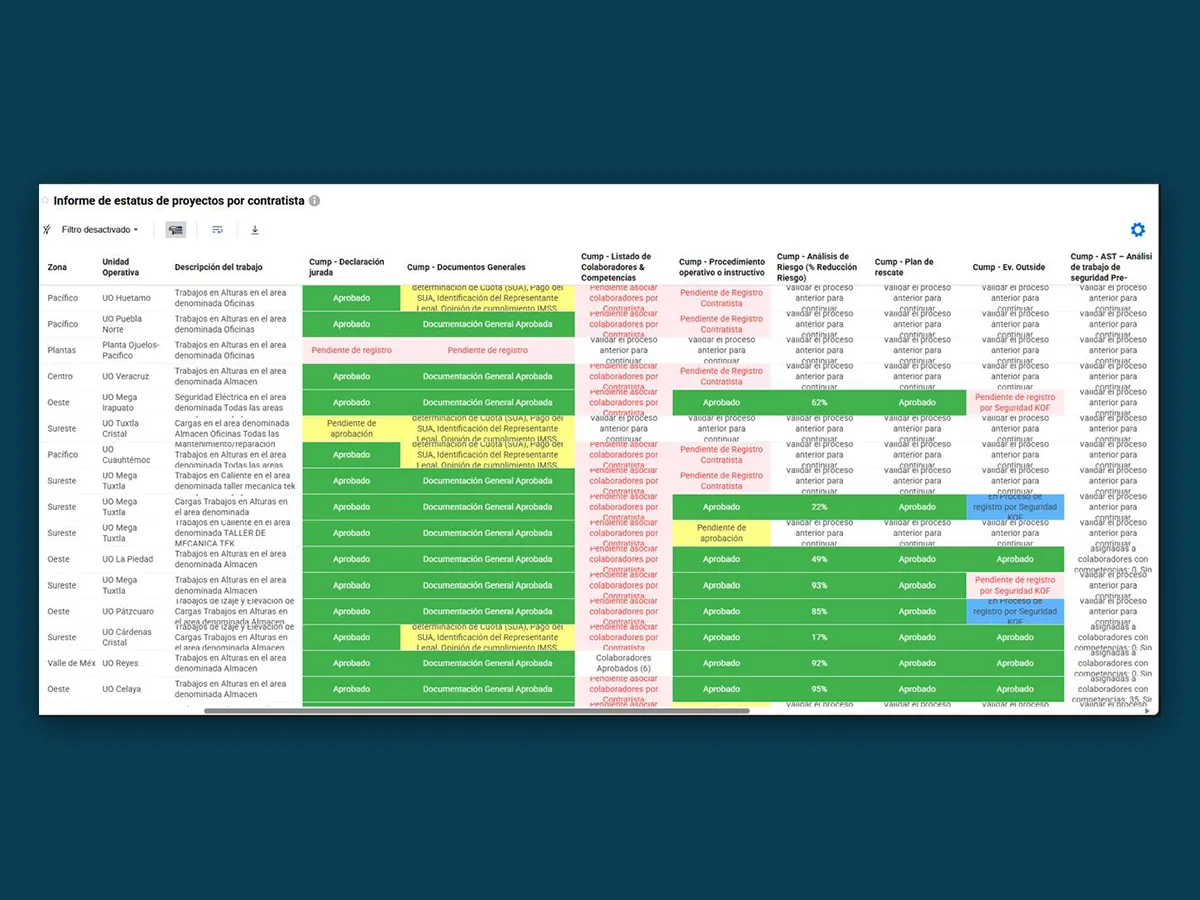 Informe de estatus de proyectos por contratista
Filtro desactivado
Zona
Unidad
Operativa
Descripción del trabajo
Cump - Declaración
jurada
Cump - Documentos Generales
Cump - Listado de
Colaboradores &
Competencias
Cump - Procedimiento
operativo o instructivo
Cump - Análisis de
Riesgo (% Reducción
Riesgo)
Cump - Plan de
rescate
Cump - Ev. Outside
Cump - AST – Análisi
de trabajo de
seguridad Pre-
Pacífico
UO Huetamo
Trabajos en Alturas en el area
denominada Oficinas
Aprobado
determinación de Cuota (SUA), Pago del
SUA, Identificación del Representante
Legal, Opinión de cumplimiento IMSS,
Pendiente asociar
colaboradores por
Contratista
Pendiente de Registro
Contratista
Validar el proceso
anterior para
continuar
Validar el proceso
anterior para
continuar
Validar el proceso
anterior para
continuar
Validar el proceso
anterior para
continuar
Pacífico
UO Puebla
Norte
Trabajos en Alturas en el area
denominada Oficinas
Aprobado
Documentación General Aprobada
Pendiente asociar
colaboradores por
Contratista
Pendiente de Registro
Contratista
Validar el proceso
anterior para
continuar
Validar el proceso
anterior para
continuar
Validar el proceso
anterior para
continuar
Validar el proceso
anterior para
continuar
Plantas
Planta Ojuelos-
Pacífico
Trabajos en Alturas en el area
denominada Oficinas
Pendiente de registro
Pendiente de registro
Validar el proceso
anterior para
continuar
Validar el proceso
anterior para
continuar
Validar el proceso
anterior para
continuar
Validar el proceso
anterior para
continuar
Validar el proceso
anterior para
continuar
Validar el proceso
anterior para
continuar
Centro
UO Veracruz
Trabajos en Alturas en el area
denominada Almacen
Aprobado
Documentación General Aprobada
Pendiente asociar
colaboradores por
Contratista
Pendiente de Registro
Contratista
Validar el proceso
anterior para
continuar
Validar el proceso
anterior para
continuar
Validar el proceso
anterior para
continuar
Validar el proceso
anterior para
continuar
Oeste
UO Mega
Irapuato
Seguridad Eléctrica en el area
denominada Todas las areas
Aprobado
Documentación General Aprobada
Pendiente asociar
colaboradores por
Contratista
Aprobado
62%
Aprobado
Pendiente de registro
por Seguridad KOF
Validar el proceso
anterior para
continuar
Sureste
UO Tuxtla
Cristal
Cargas en el area denominada
Almacen Oficinas Todas las
Pendiente de
aprobación
determinación de Cuota (SUA), Pago del
SUA, Identificación del Representante
Legal, Opinión de cumplimiento IMSS,
Validar el proceso
anterior para
continuar
Validar el proceso
anterior para
continuar
Validar el proceso
anterior para
continuar
Validar el proceso
anterior para
continuar
Validar el proceso
anterior para
continuar
Validar el proceso
anterior para
continuar
Pacífico
UO
Cuauhtémoc
Mantenimiento/reparación
Trabajos en Alturas en el area
denominada Todas las areas
Aprobado
determinación de Cuota (SUA), Pago del
SUA, Identificación del Representante
Legal, Opinión de cumplimiento IMSS,
Pendiente asociar
colaboradores por
Contratista
Pendiente de Registro
Contratista
Validar el proceso
anterior para
continuar
Validar el proceso
anterior para
continuar
Validar el proceso
anterior para
continuar
Validar el proceso
anterior para
continuar
Sureste
UO Mega
Tuxtla
Trabajos en Caliente en el area
denominada taller mecanica tek
Aprobado
Documentación General Aprobada
Pendiente asociar
colaboradores por
Contratista
Pendiente de Registro
Contratista
Validar el proceso
anterior para
continuar
Validar el proceso
anterior para
continuar
Validar el proceso
anterior para
continuar
Validar el proceso
anterior para
continuar
Sureste
UO Mega
Tuxtla
Cargas Trabajos en Alturas en
el area denominada
Aprobado
Documentación General Aprobada
Pendiente asociar
colaboradores por
Contratista
Aprobado
22%
Aprobado
En Proceso de
registro por Seguridad
KOF
Validar el proceso
anterior para
continuar
Sureste
UO Mega
Tuxtla
Trabajos en Caliente en el area
denominada TALLER DE
MECANICA TEK
Aprobado
Documentación General Aprobada
Pendiente asociar
colaboradores por
Contratista
Pendiente de
aprobación
Validar el proceso
anterior para
continuar
Validar el proceso
anterior para
continuar
Validar el proceso
anterior para
continuar
Validar el proceso
anterior para
continuar
Oeste
UO La Piedad
Trabajos en Alturas en el area
denominada Almacen
Aprobado
Documentación General Aprobada
Pendiente asociar
colaboradores por
Contratista
Aprobado
49%
Aprobado
Aprobado
asignadas a
colaboradores con
competencias: 0, Sin
Sureste
UO Mega
Tuxtla
Trabajos en Alturas en el area
denominada Almacen
Aprobado
Documentación General Aprobada
Pendiente asociar
colaboradores por
Contratista
Aprobado
93%
Aprobado
Pendiente de registro
por Seguridad KOF
Validar el proceso
anterior para
continuar
Oeste
UO Pátzcuaro
Trabajos de Izaje y Elevación de
Cargas Trabajos en Alturas en
el area denominada Almacen
Aprobado
Documentación General Aprobada
Pendiente asociar
colaboradores por
Contratista
Aprobado
85%
Aprobado
En Proceso de
registro por Seguridad
KOF
Validar el proceso
anterior para
continuar
Sureste
UO Cárdenas
Cristal
Trabajos de Izaje y Elevación de
Cargas Trabajos en Alturas en
el area denominada Almacen
Aprobado
determinación de Cuota (SUA), Pago del
SUA, Identificación del Representante
Legal, Opinión de cumplimiento IMSS,
Pendiente asociar
colaboradores por
Contratista
Aprobado
17%
Aprobado
Aprobado
asignadas a
colaboradores con
competencias: 0, Sin
Valle de Méx
UO Reyes
Trabajos en Alturas en el area
denominada Almacen
Aprobado
Documentación General Aprobada
Colaboradores
Aprobados (6)
Aprobado
92%
Aprobado
Aprobado
asignadas a
colaboradores con
competencias: 0, Sin
Oeste
UO Celaya
Trabajos en Alturas en el area
denominada Almacen
Aprobado
Documentación General Aprobada
Pendiente asociar
colaboradores por
Contratista
Aprobado
95%
Aprobado
Aprobado
asignadas a
colaboradores con
competencias: 35, Sin
Pendiente asociar
Validar el proceso
Validar el proceso
Validar el proceso
Validar el proceso